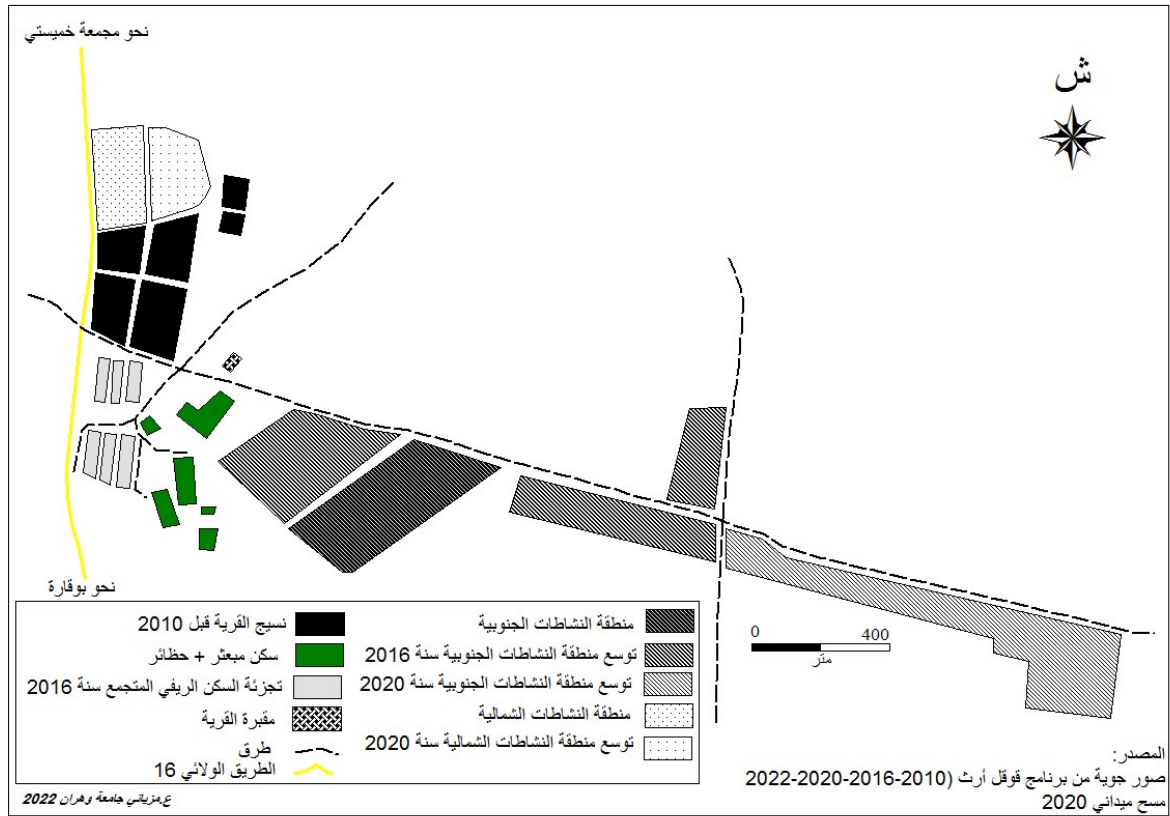 نحو مجمعة خميستي
ش
نحو بوقارة
0 400
متر
منطقة النشاطات الجنوبية
توسع منطقة النشاطات الجنوبية سنة 2016
توسع منطقة النشاطات الجنوبية سنة 2020
منطقة النشاطات الشمالية
توسع منطقة النشاطات الشمالية سنة 2020
نسيج القرية قبل 2010
سكن مبعثر + حظائر
تجزئة السكن الريفي المتجمع سنة 2016
مقبرة القرية
طرق
الطريق الولائي 16
المصدر:
صور جوية من برنامج قوقل أرث (2010-2016-2020-2022
مسح ميداني 2020
ع.مزياني جامعة وهران 2022